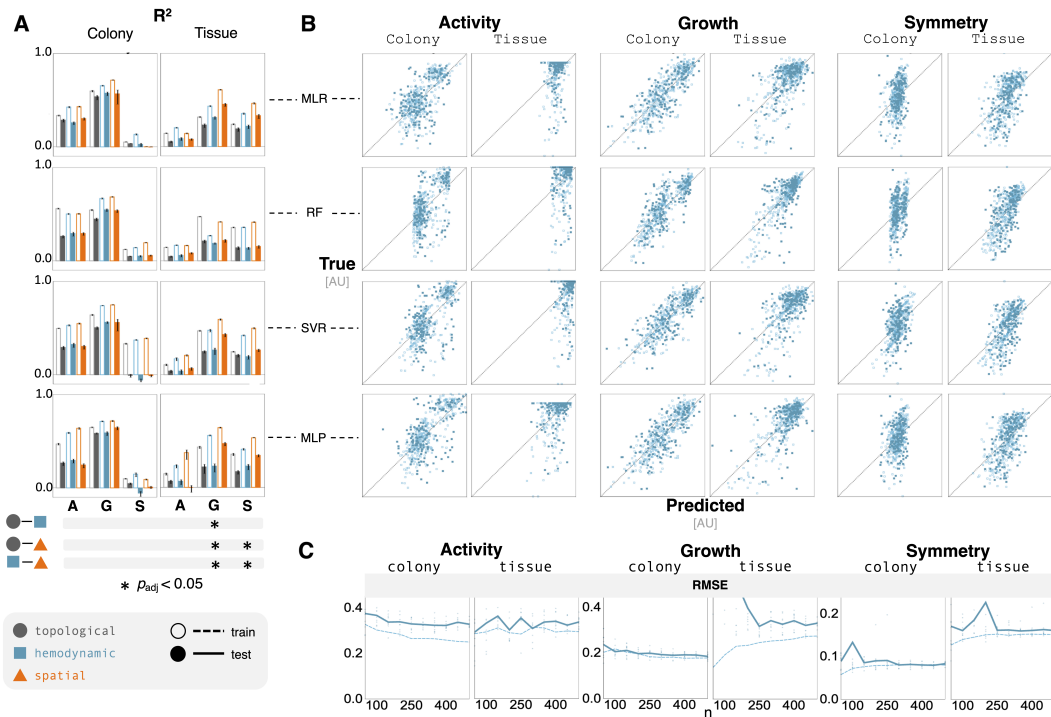 A
R²
Colony Tissue
1.0
0.0
1.0
0.0
1.0
0.0
1.0
0.0
A G S A G S
*
* *
* *
* p adj < 0.05
topological
hemodynamic
spatial
train
test
B
Activity Growth Symmetry
Colony Tissue Colony Tissue Colony Tissue
MLR
RF
SVR
MLP
True
[AU]
Predicted
[AU]
C
Activity Growth Symmetry
colony tissue colony tissue colony tissue
RMSE
0.4 0.4 0.2
0.2 0.2 0.1
0.0 0.0 0.0
100 250 400 100 250 400 100 250 400 100 250 400 100 250 400 100 250 400
n